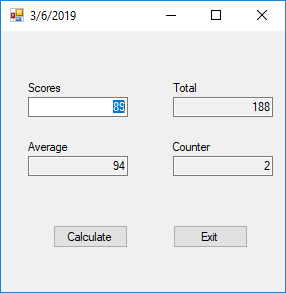 3/6/2019
Scores Total
89 188
Average Counter
94 2
Calculate Exit